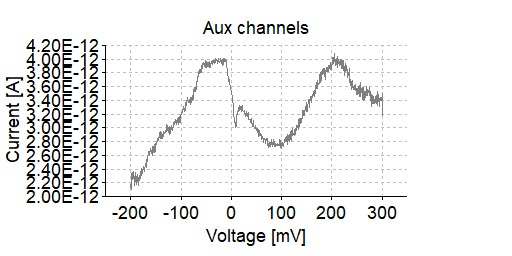 Aux channels
4.20E-12
4.00E-12
3.80E-12
3.60E-12
3.40E-12
3.20E-12
3.00E-12
2.80E-12
2.60E-12
2.40E-12
2.20E-12
2.00E-12
Current [A]
-200 -100 0 100 200 300
Voltage [mV]